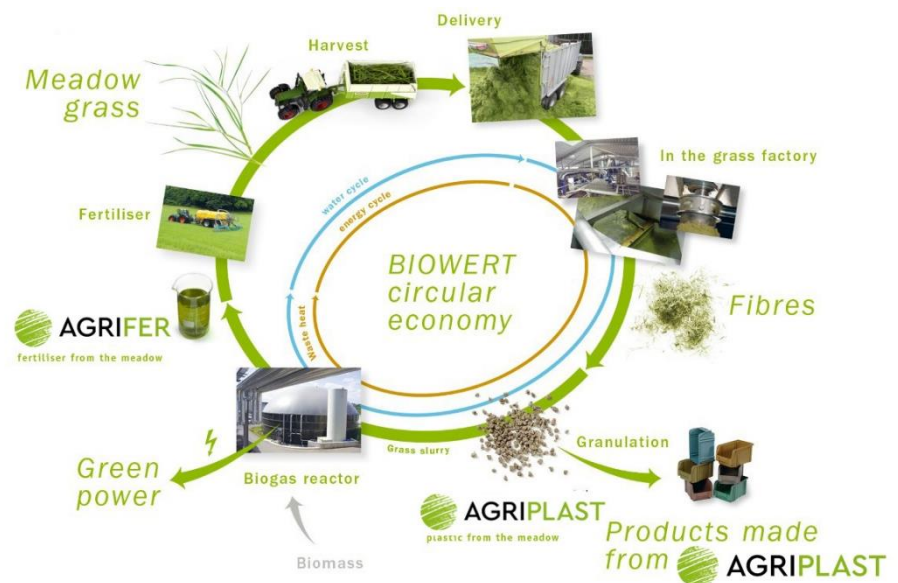 Delivery
Harvest
Meadow
grass
In the grass factory
water cycle
energy cycle
Fertiliser
BIOWERT
circular
economy
Fibres
Waste heat
AGRIFER
fertiliser from the meadow
Grass slurry
Granulation
Green
power
Biogas reactor
AGRIPLAST
plastic from the meadow
Products made
from AGRIPLAST
Biomass